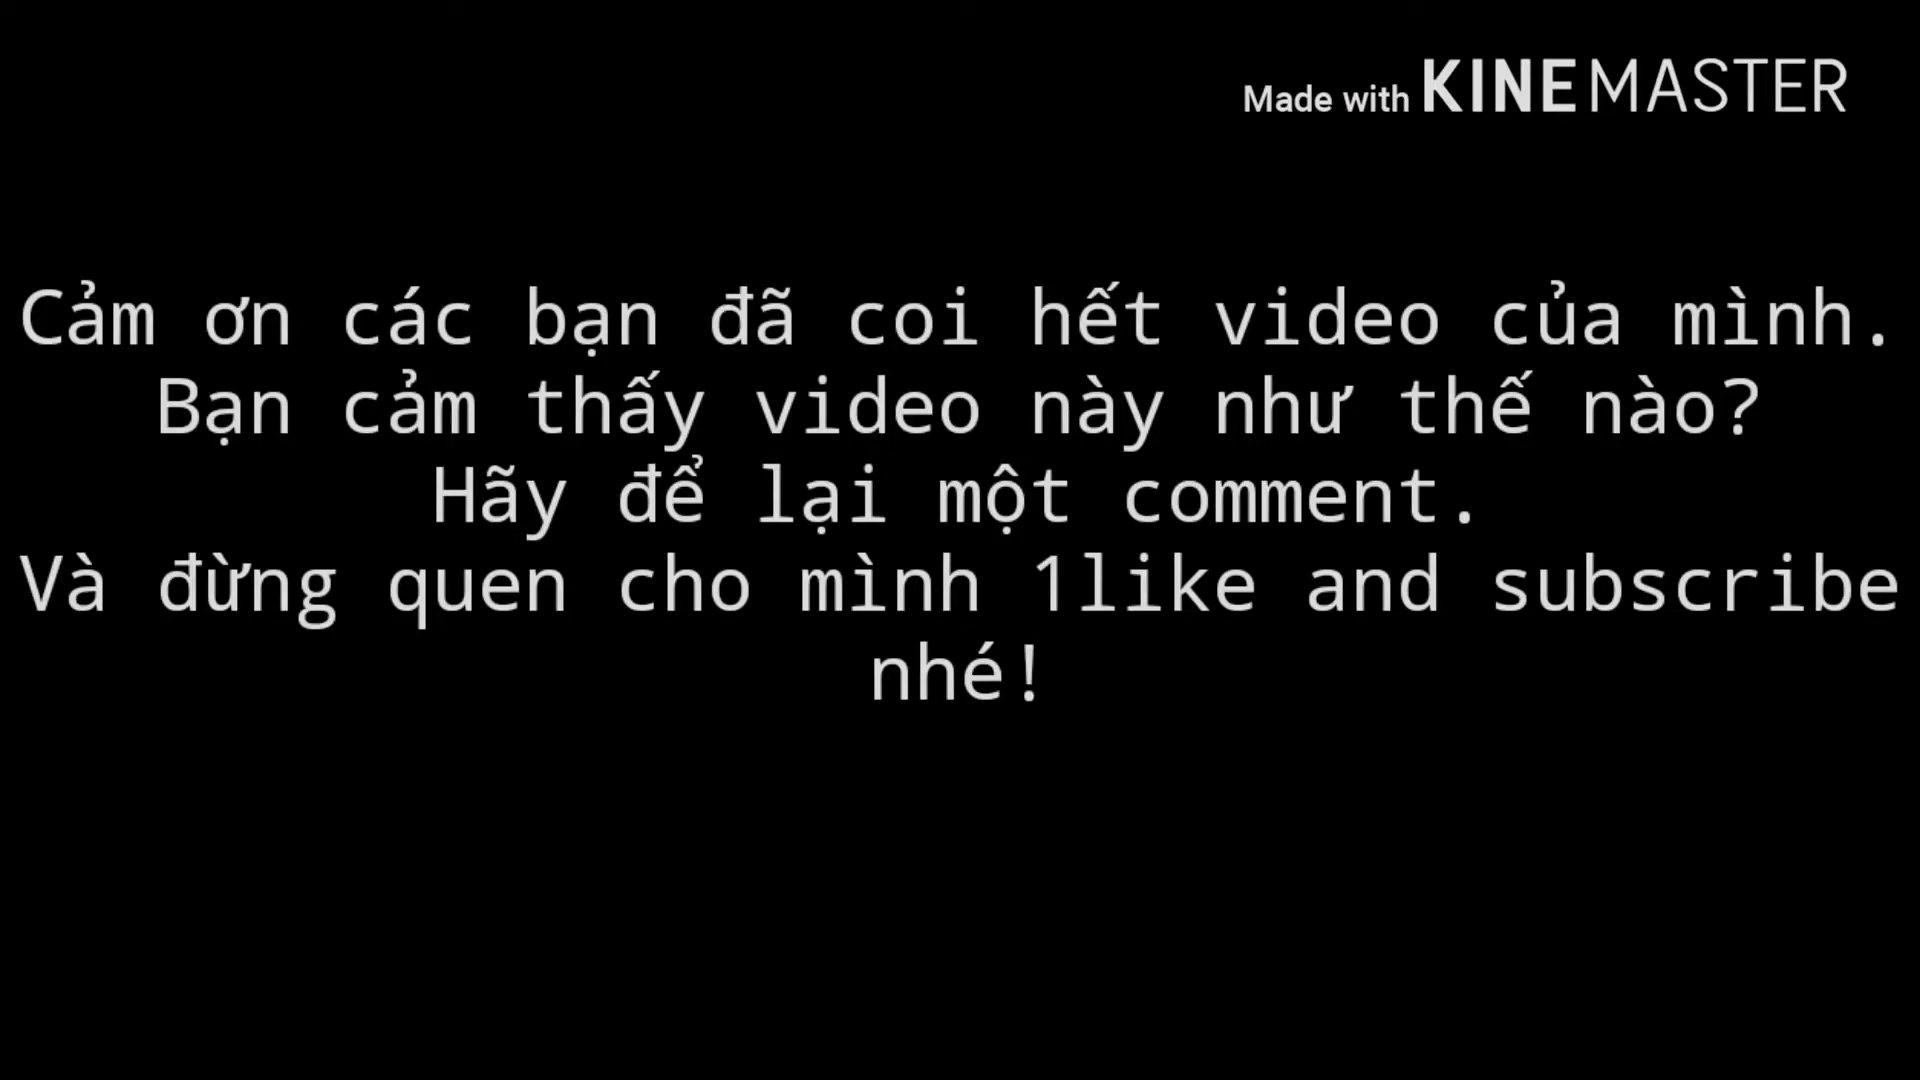 Made with KINEMASTER
Cảm ơn các bạn đã coi hết video của mình.
Bạn cảm thấy video này như thế nào?
Hãy để lại một comment.
Và đừng quen cho mình 1like and subscribe
nhé!